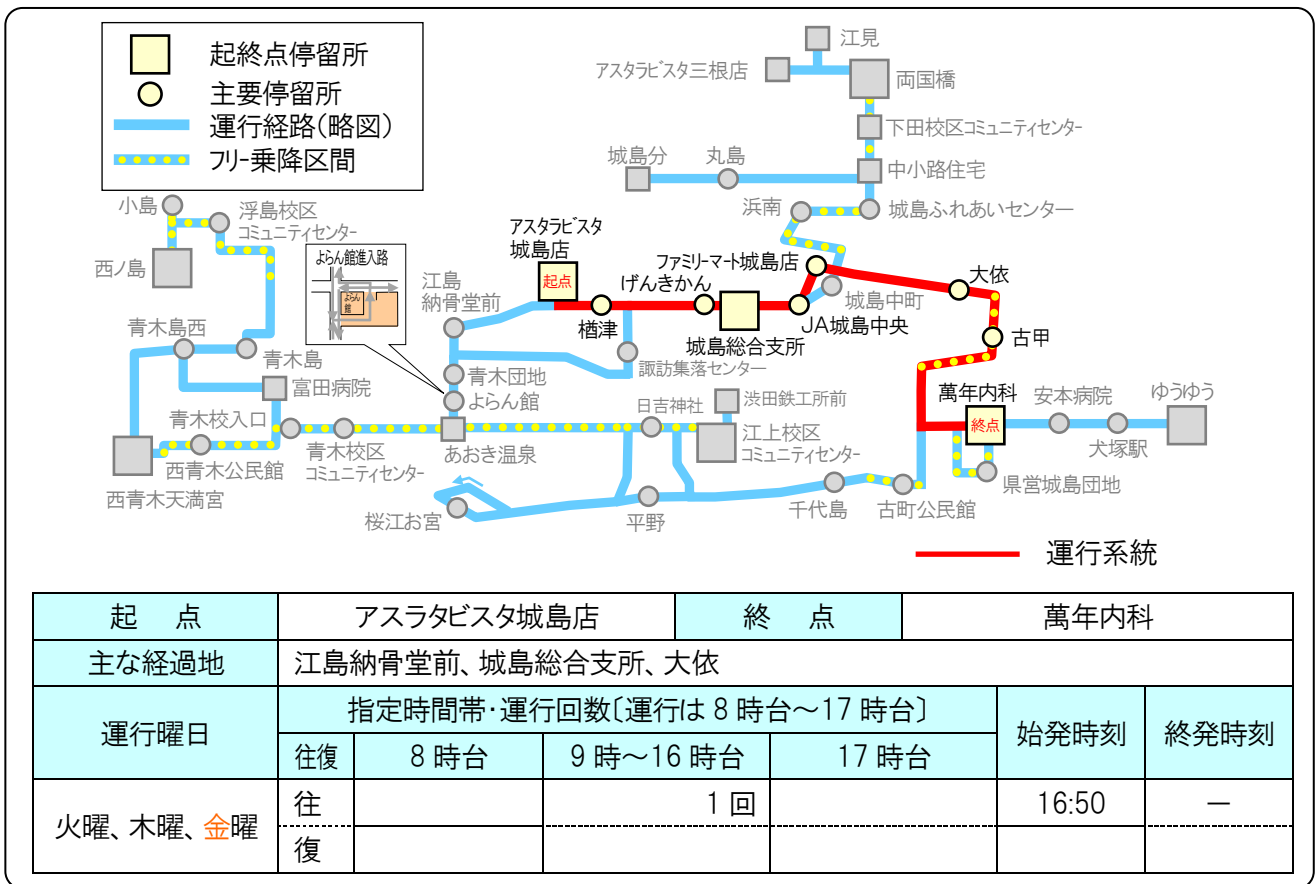 起終点停留所
主要停留所
運行経路(略図)
フリー乗降区間
江見
アスタラビスタ三根店
両国橋
下田校区コミュニティセンター
城島分
丸島
中小路住宅
浜南
城島ふれあいセンター
小島
浮島校区
コミュニティセンター
西ノ島
よらん館進入路
よらん
館
江島
納骨堂前
アスタラビスタ
城島店
起点
ファミリーマート城島店
げんきかん
大依
城島中町
楢津
JA城島中央
城島総合支所
古甲
青木島西
青木島
諏訪集落センター
富田病院
青木団地
よらん館
日吉神社
渋田鉄工所前
萬年内科
終点
安本病院
ゆうゆう
青木校入口
青木校区
コミュニティセンター
あおき温泉
江上校区
コミュニティセンター
犬塚駅
西青木公民館
西青木天満宮
県営城島団地
桜江お宮
平野
千代島
古町公民館
運行系統
起 点 アスラタビスタ城島店 終 点 萬年内科
主な経過地 江島納骨堂前、城島総合支所、大依
運行曜日 指定時間帯・運行回数〔運行は8時台～17時台〕 始発時刻 終発時刻
往復 8時台 9時～16時台 17時台
火曜、木曜、金曜 往 1回 16:50 －
復